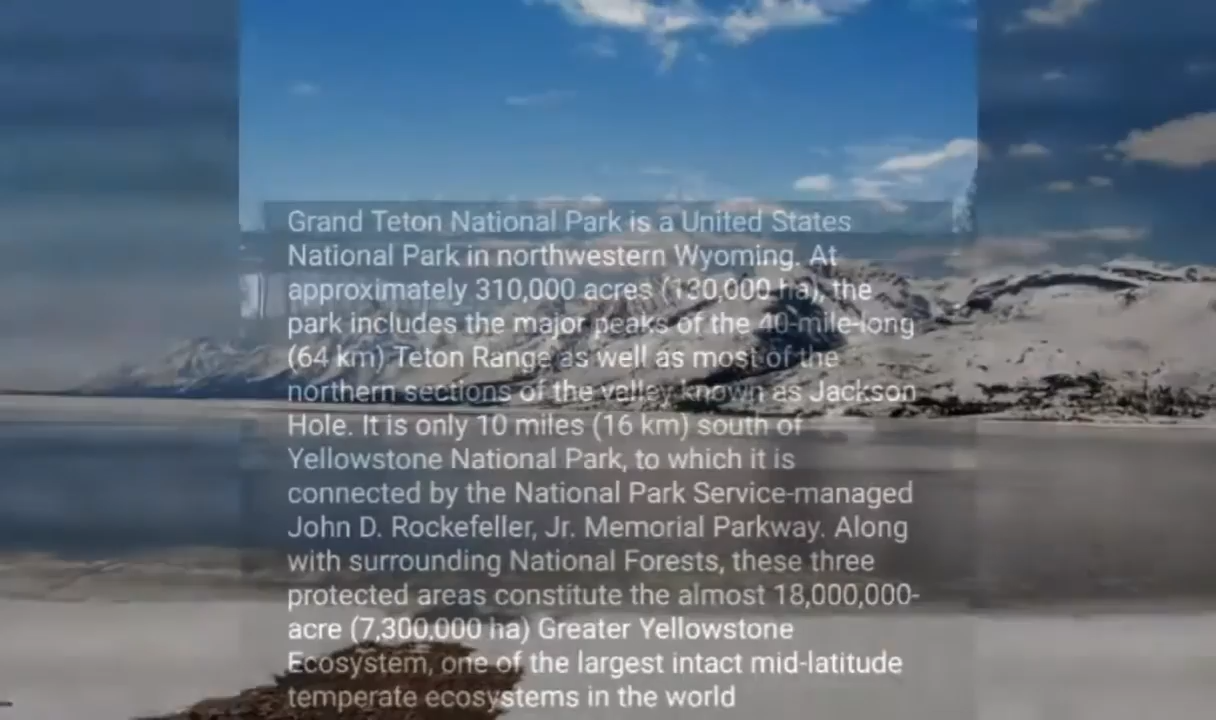 Grand Teton National Park is a United States
National Park in northwestern Wyoming. At
approximately 310,000 acres (130,000 ha), the
park includes the major peaks of the 40-mile-long
(64 km) Teton Range as well as most of the
northern sections of the valley known as Jackson
Hole. It is only 10 miles (16 km) south of
Yellowstone National Park, to which it is
connected by the National Park Service-managed
John D. Rockefeller, Jr. Memorial Parkway. Along
with surrounding National Forests, these three
protected areas constitute the almost 18,000,000-
acre (7,300,000 ha) Greater Yellowstone
Ecosystem, one of the largest intact mid-latitude
temperate ecosystems in the world